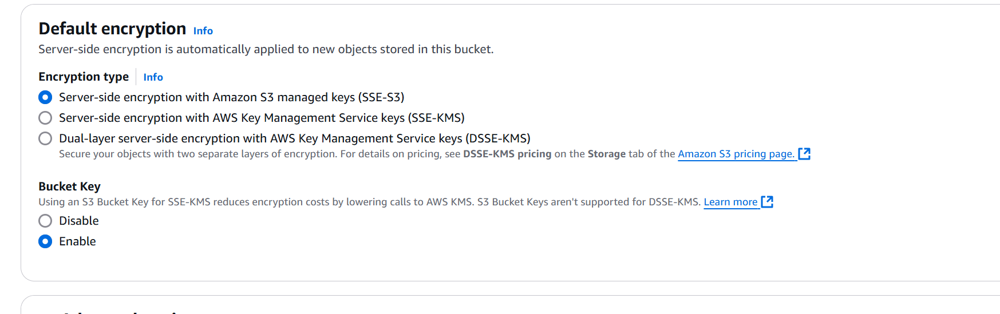 Default encryption Info
Server-side encryption is automatically applied to new objects stored in this bucket.
Encryption type Info
Server-side encryption with Amazon S3 managed keys (SSE-S3)
Server-side encryption with AWS Key Management Service keys (SSE-KMS)
Dual-layer server-side encryption with AWS Key Management Service keys (DSSE-KMS)
Secure your objects with two separate layers of encryption. For details on pricing, see DSSE-KMS pricing on the Storage tab of the Amazon S3 pricing page.
Bucket Key
Using an S3 Bucket Key for SSE-KMS reduces encryption costs by lowering calls to AWS KMS. S3 Bucket Keys aren't supported for DSSE-KMS. Learn more
Disable
Enable